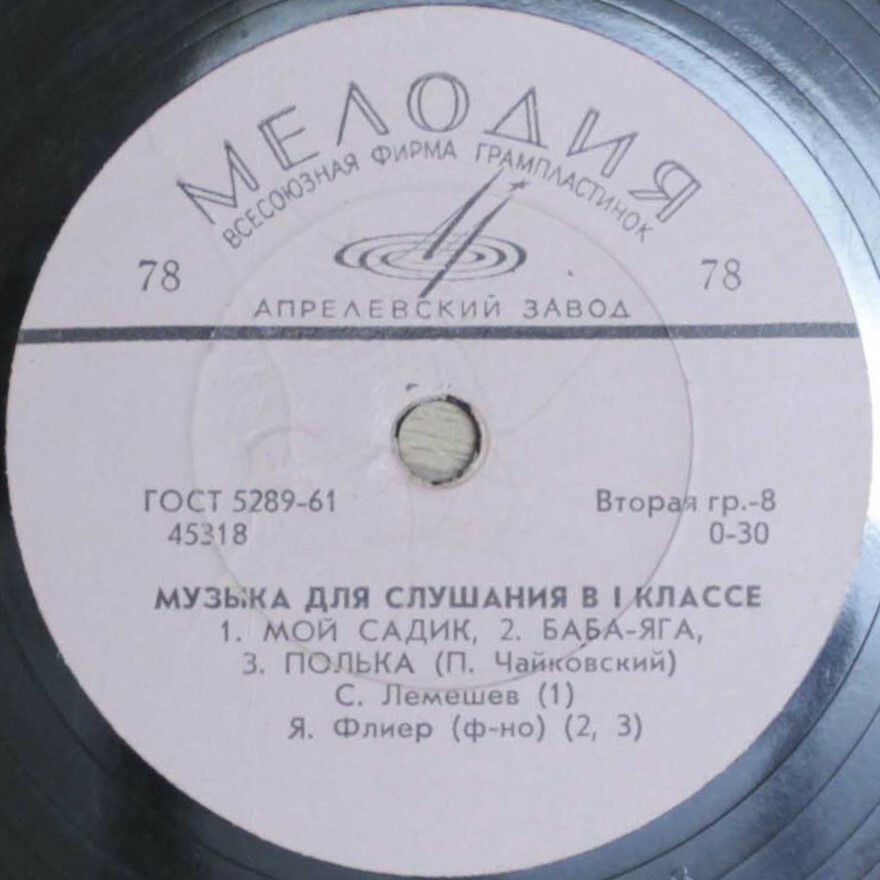 МЕЛОДИЯ
ВСЕСОЮЗНАЯ ФИРМА ГРАМПЛАСТИНОК
78 78
АПРЕЛЕВСКИЙ ЗАВОД
ГОСТ 5289-61 Вторая гр.-8
45318 0-30
МУЗЫКА ДЛЯ СЛУШАНИЯ В I КЛАССЕ
1. МОЙ САДИК, 2. БАБА-ЯГА,
3. ПОЛЬКА (П. Чайковский)
С. Лемешев (1)
Я. Флиер (ф-но) (2, 3)